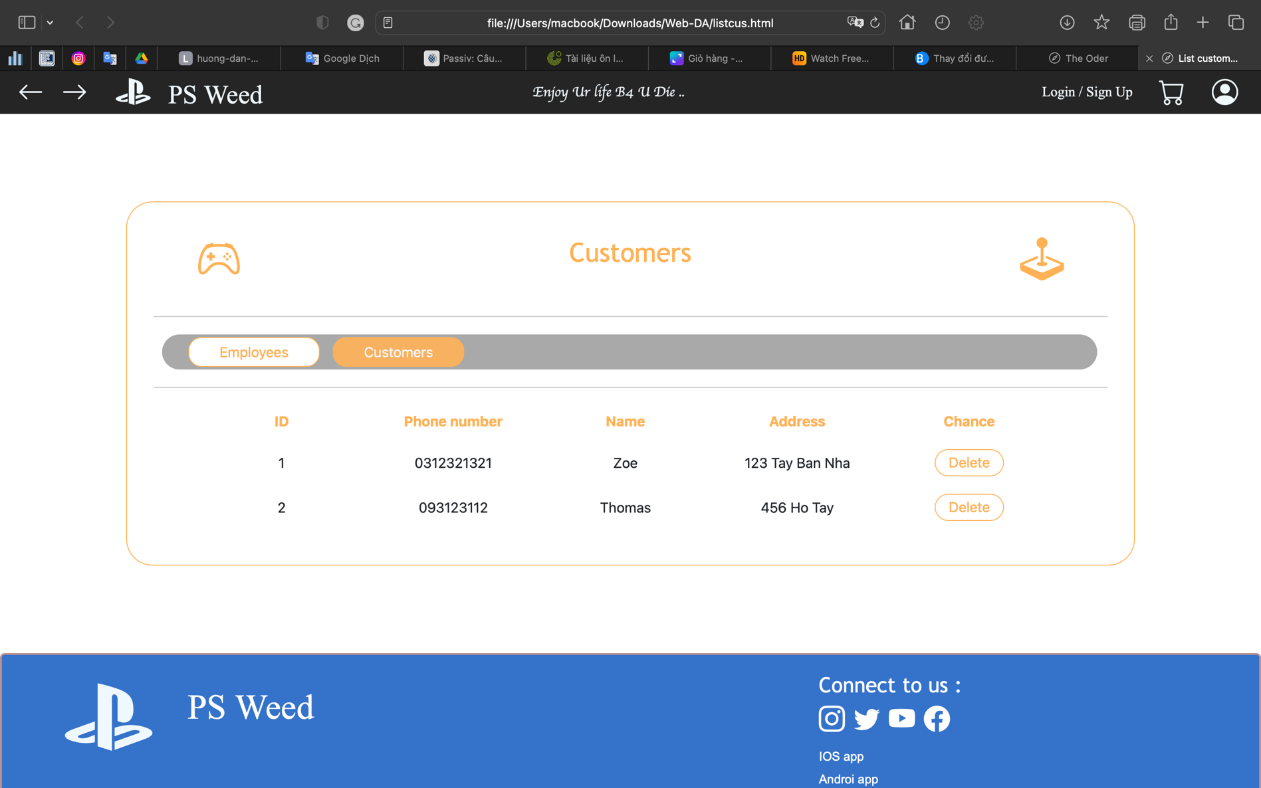 file:///Users/macbook/Downloads/Web-DA/listcus.html
L huong-dan-...
Google Dịch
Passiv: Câu...
Tài liệu ôn l...
Giỏ hàng -...
HD Watch Free...
B Thay đổi đư...
The Oder
List custom...
PS Weed
Enjoy Ur life B4 U Die ..
Login / Sign Up
Customers
Employees Customers
ID Phone number Name Address Chance
1 0312321321 Zoe 123 Tay Ban Nha Delete
2 093123112 Thomas 456 Ho Tay Delete
PS Weed
Connect to us :
IOS app
Androi app